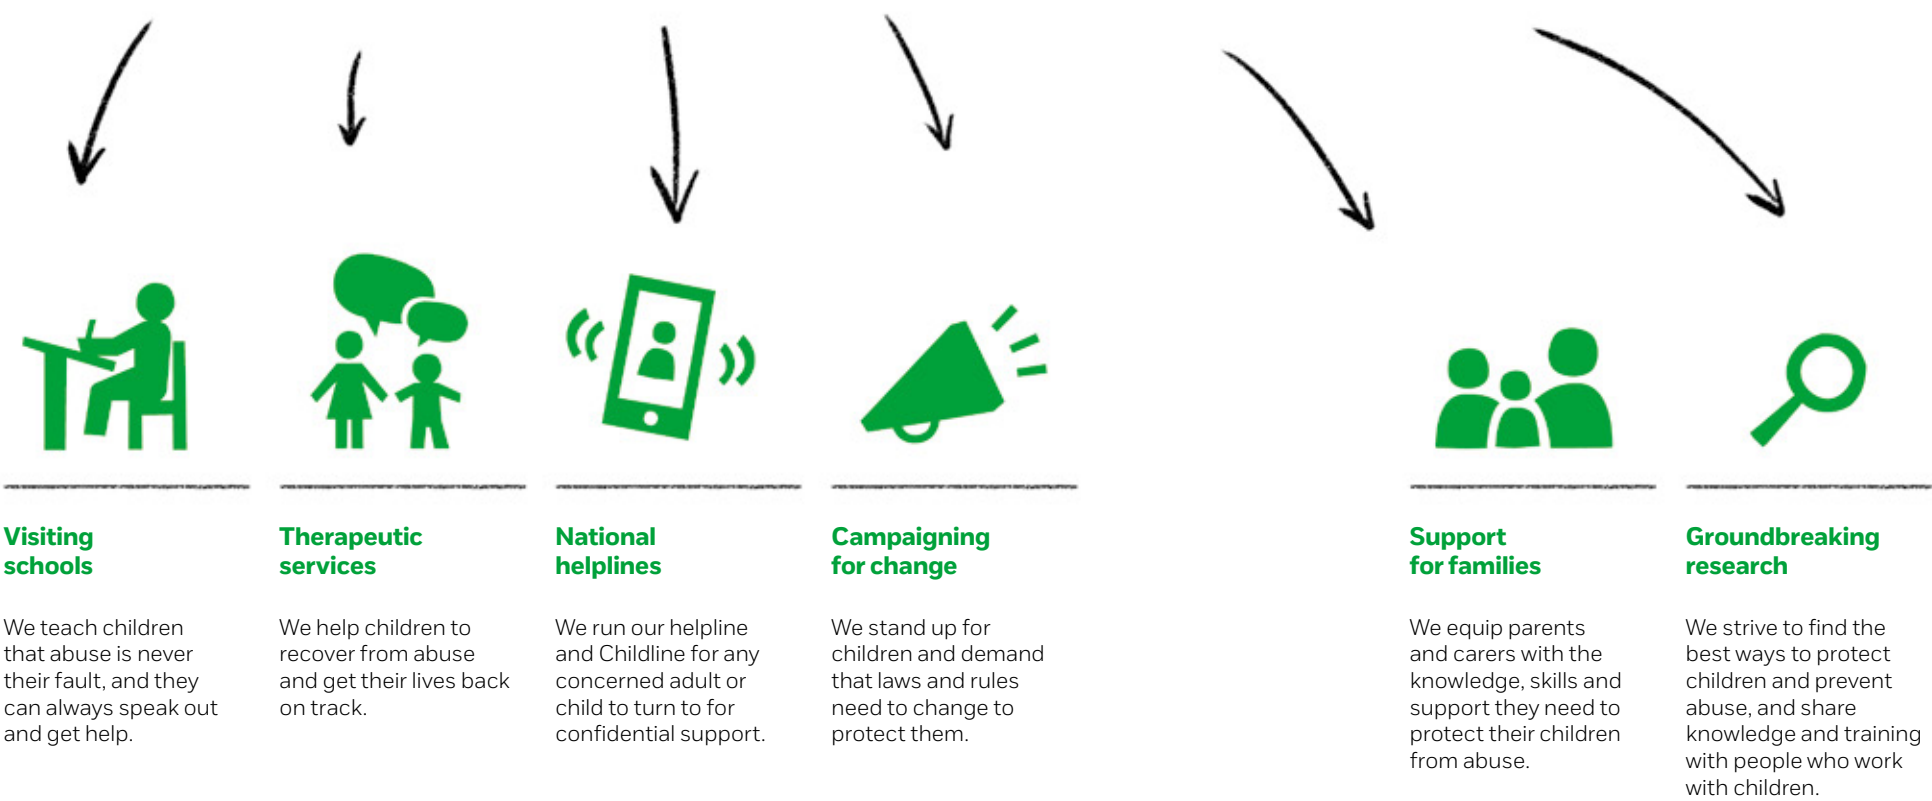 Visiting
schools
We teach children
that abuse is never
their fault, and they
can always speak out
and get help.
Therapeutic
services
We help children to
recover from abuse
and get their lives back
on track.
National
helplines
We run our helpline
and Childline for any
concerned adult or
child to turn to for
confidential support.
Campaigning
for change
We stand up for
children and demand
that laws and rules
need to change to
protect them.
Support
for families
We equip parents
and carers with the
knowledge, skills and
support they need to
protect their children
from abuse.
Groundbreaking
research
We strive to find the
best ways to protect
children and prevent
abuse, and share
knowledge and training
with people who work
with children.